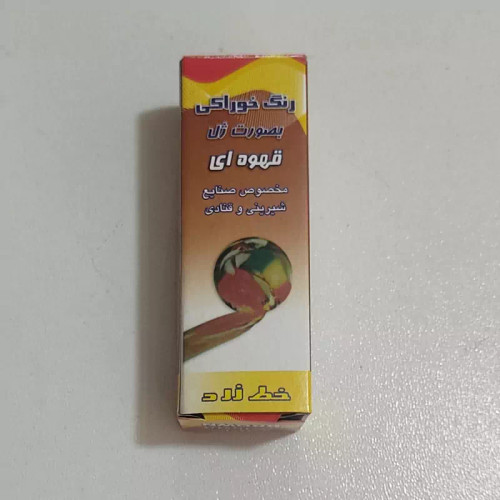 رنگ خوراکی
بصورت ژل
قهوه ای
مخصوص صنایع
شیرینی و قنادی
خط زرد